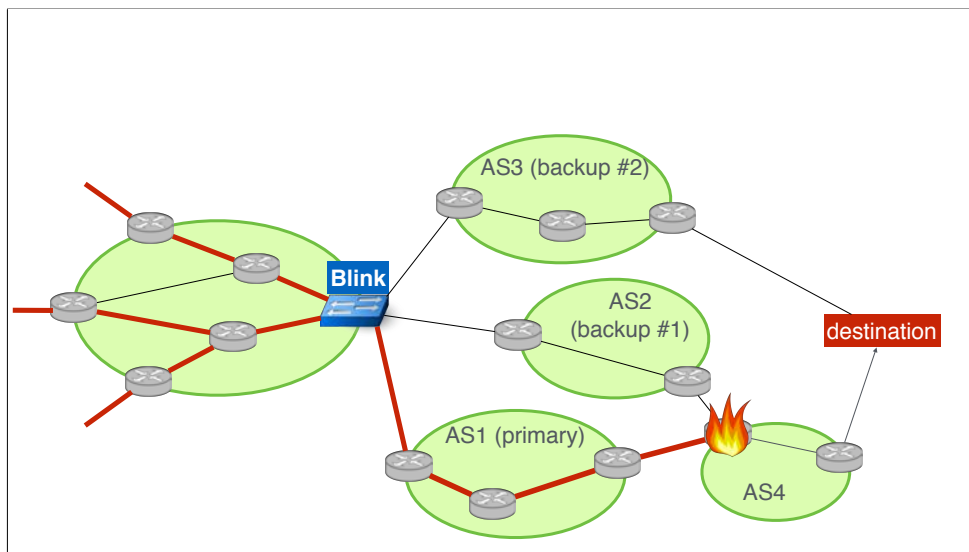 AS3 (backup #2)
Blink
AS2
(backup #1)
destination
AS1 (primary)
AS4